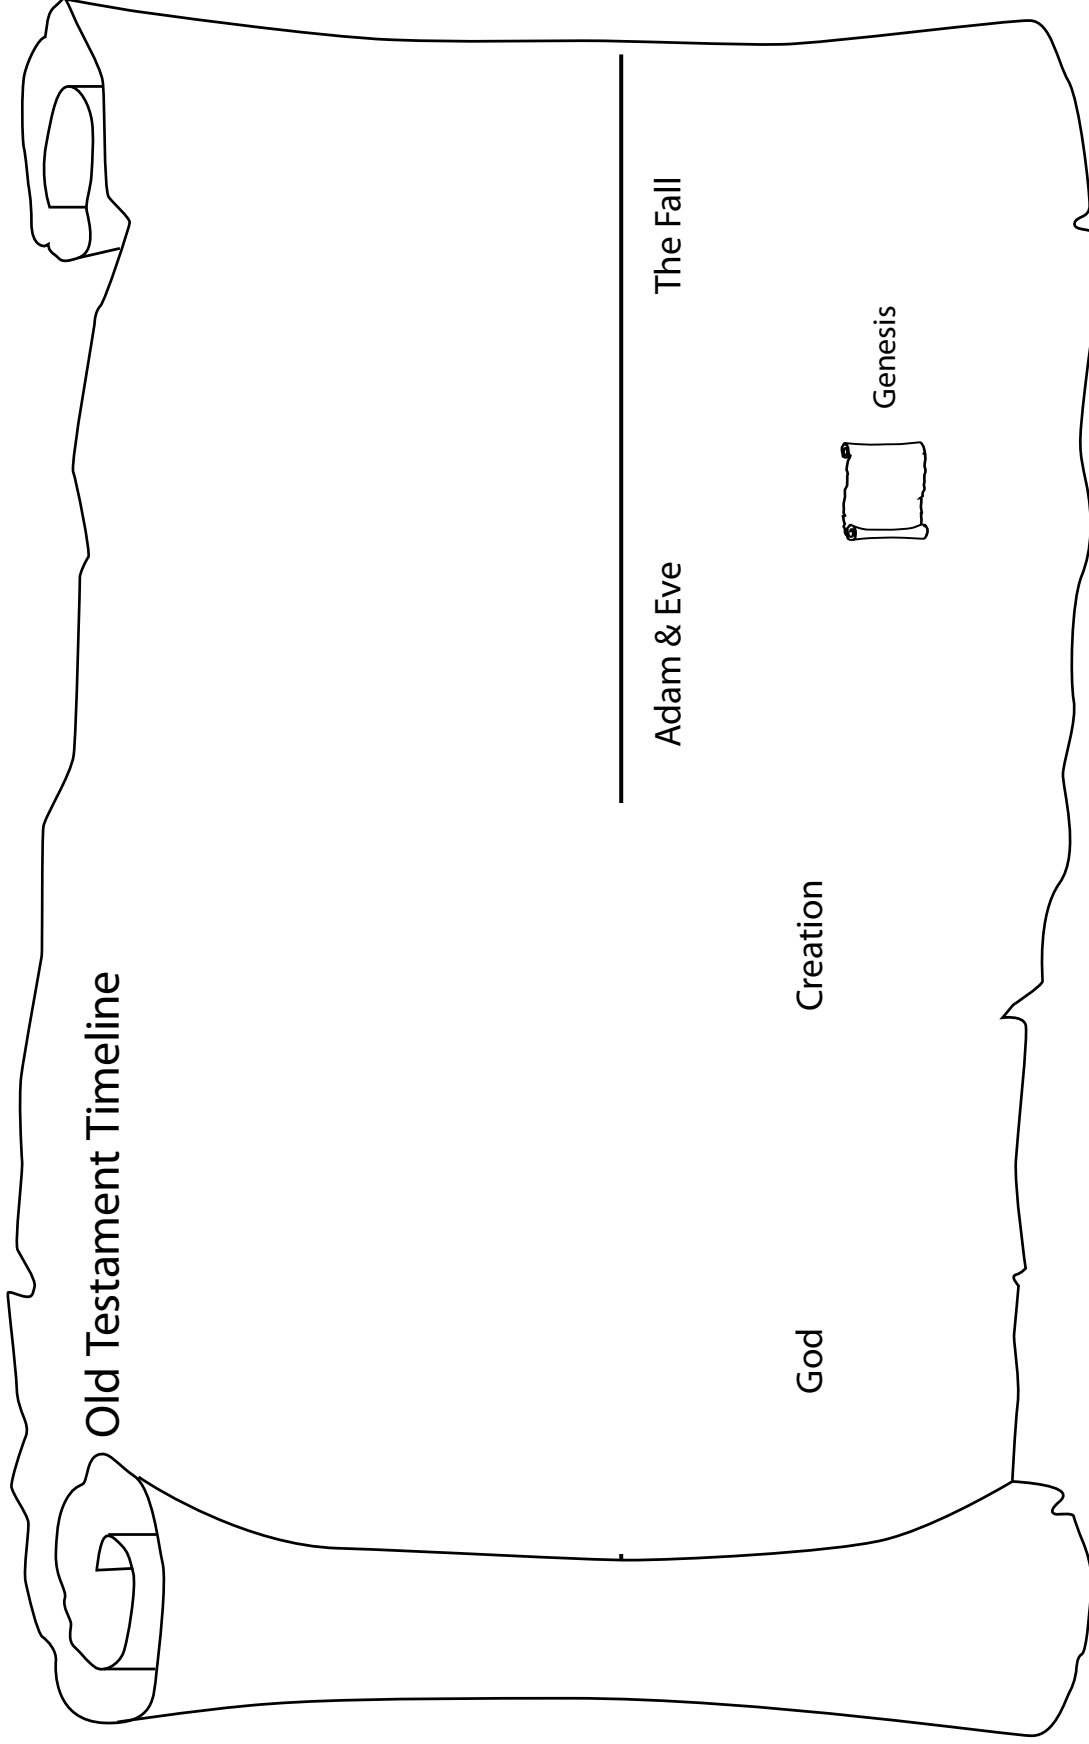 Old Testament Timeline
God
Creation
Adam & Eve
The Fall
Genesis